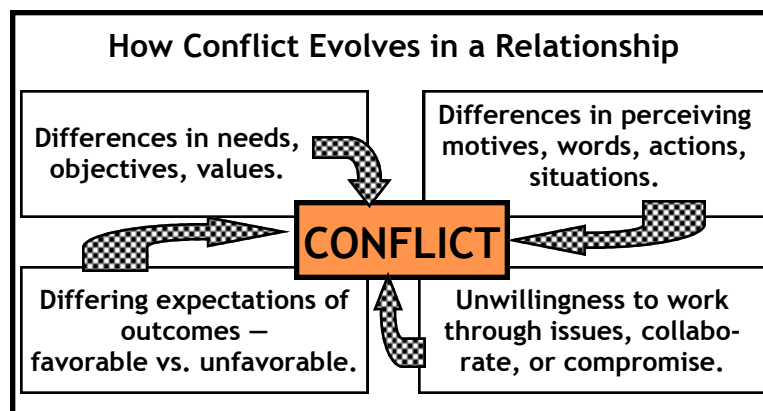 How Conflict Evolves in a Relationship
Differences in needs,
objectives, values.
Differences in perceiving
motives, words, actions,
situations.
CONFLICT
Differing expectations of
outcomes —
favorable vs. unfavorable.
Unwillingness to work
through issues, collabo-
rate, or compromise.